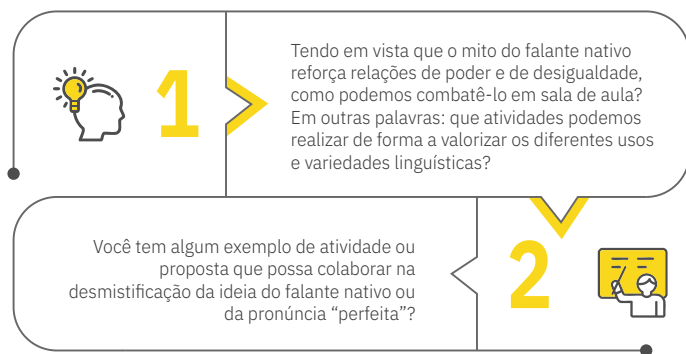 1
Tendo em vista que o mito do falante nativo
reforça relações de poder e de desigualdade,
como podemos combatê-lo em sala de aula?
Em outras palavras: que atividades podemos
realizar de forma a valorizar os diferentes usos
e variedades linguísticas?
Você tem algum exemplo de atividade ou
proposta que possa colaborar na
desmistificação da ideia do falante nativo ou
da pronúncia “perfeita”?
2